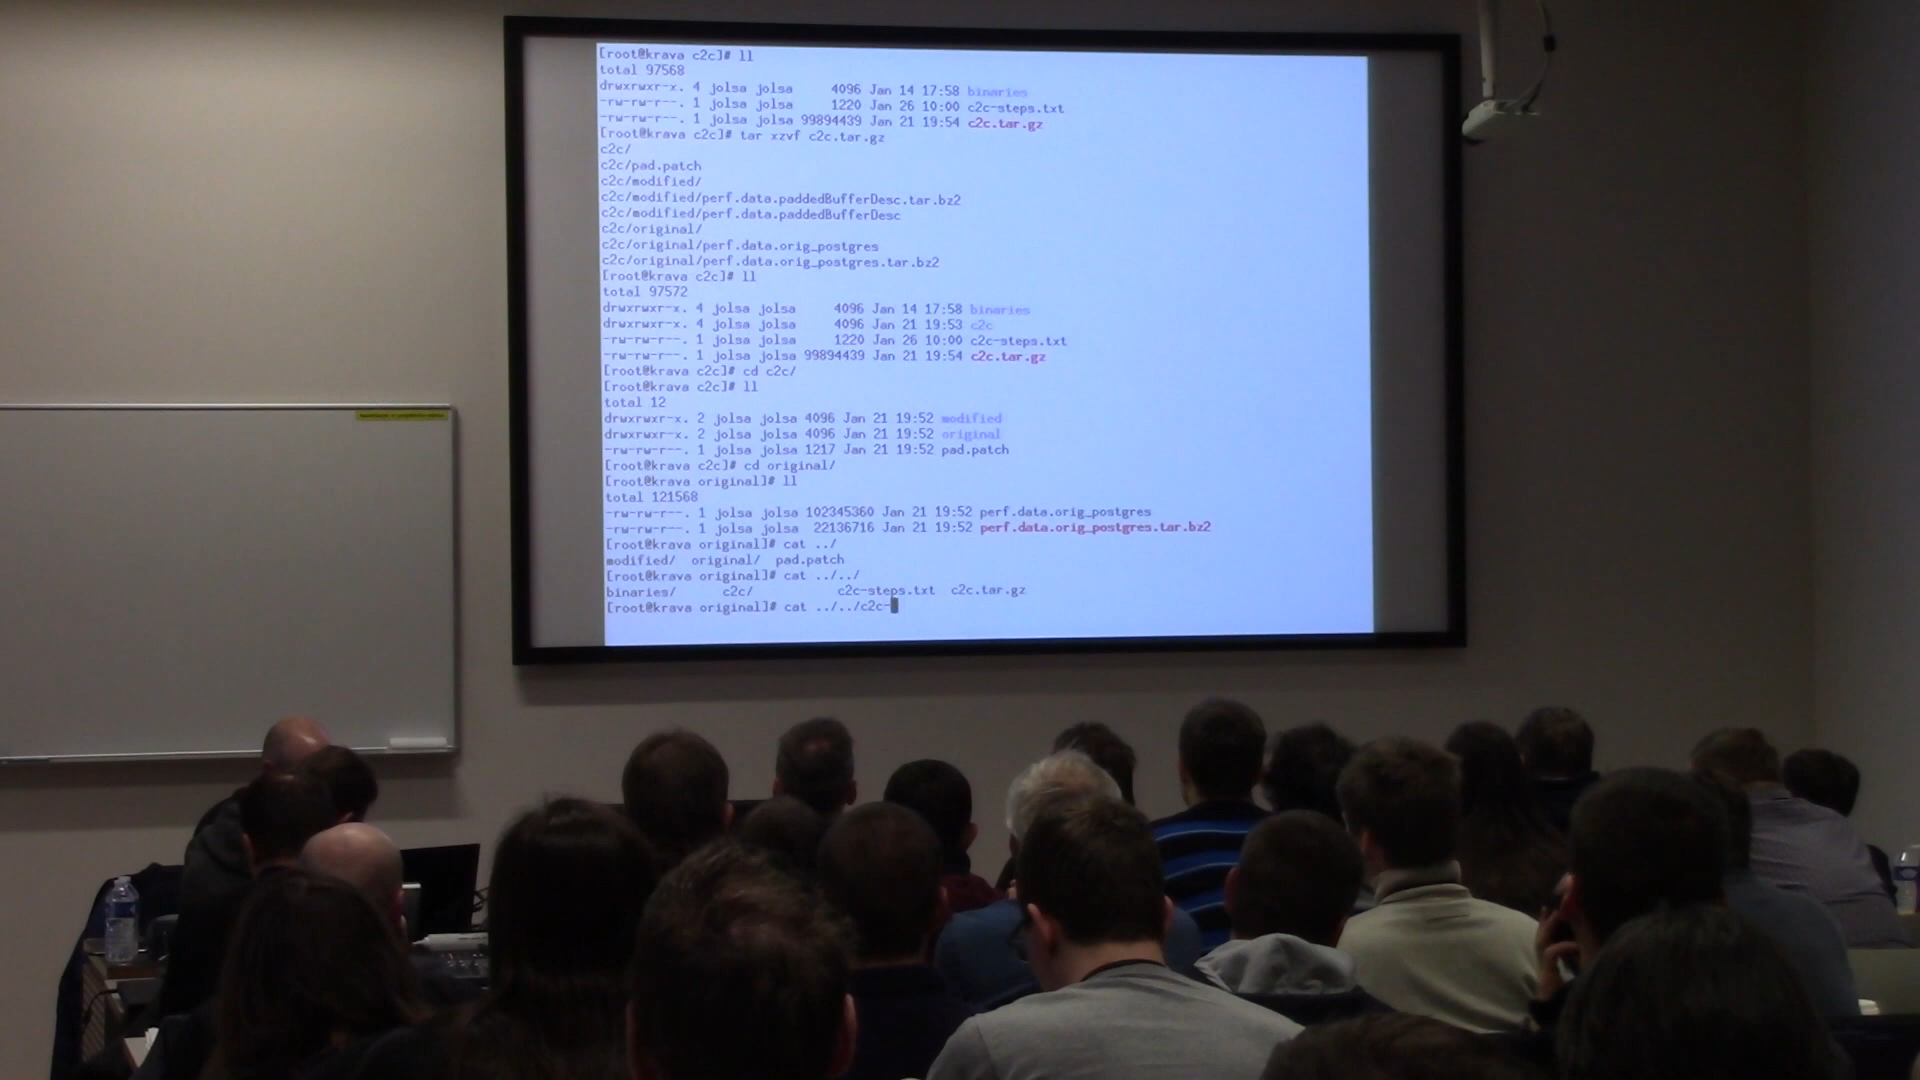 [root@krava c2c]# ll
total 97568
drwxrwxr-x. 4 jolsa jolsa     4096 Jan 14 17:58 binaries
-rw-rw-r--. 1 jolsa jolsa     1220 Jan 26 10:00 c2c-steps.txt
-rw-rw-r--. 1 jolsa jolsa 99894439 Jan 21 19:54 c2c.tar.gz
[root@krava c2c]# tar xzvf c2c.tar.gz
c2c/
c2c/pad.patch
c2c/modified/
c2c/modified/perf.data.paddedBufferDesc.tar.bz2
c2c/modified/perf.data.paddedBufferDesc
c2c/original/
c2c/original/perf.data.orig_postgres
c2c/original/perf.data.orig_postgres.tar.bz2
[root@krava c2c]# ll
total 97572
drwxrwxr-x. 4 jolsa jolsa     4096 Jan 14 17:58 binaries
drwxrwxr-x. 4 jolsa jolsa     4096 Jan 21 19:53 c2c
-rw-rw-r--. 1 jolsa jolsa     1220 Jan 26 10:00 c2c-steps.txt
-rw-rw-r--. 1 jolsa jolsa 99894439 Jan 21 19:54 c2c.tar.gz
[root@krava c2c]# cd c2c/
[root@krava c2c]# ll
total 12
drwxrwxr-x. 2 jolsa jolsa 4096 Jan 21 19:52 modified
drwxrwxr-x. 2 jolsa jolsa 4096 Jan 21 19:52 original
-rw-rw-r--. 1 jolsa jolsa 1217 Jan 21 19:52 pad.patch
[root@krava c2c]# cd original/
[root@krava original]# ll
total 121568
-rw-rw-r--. 1 jolsa jolsa 102345360 Jan 21 19:52 perf.data.orig_postgres
-rw-rw-r--. 1 jolsa jolsa  22136716 Jan 21 19:52 perf.data.orig_postgres.tar.bz2
[root@krava original]# cat ../
modified/  original/  pad.patch
[root@krava original]# cat ../../
binaries/      c2c/           c2c-steps.txt  c2c.tar.gz
[root@krava original]# cat ../../c2c-